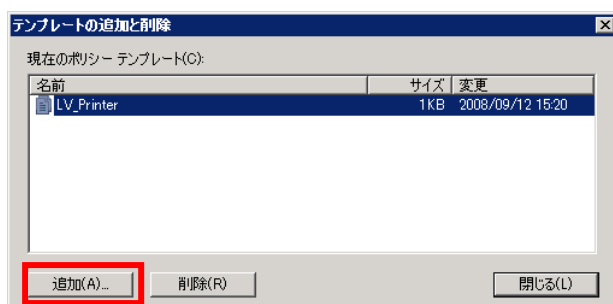 テンプレートの追加と削除
現在のポリシー テンプレート(C):
名前 サイズ 変更
LV_Printer 1KB 2008/09/12 15:20
追加(A)... 削除(R) 閉じる(L)